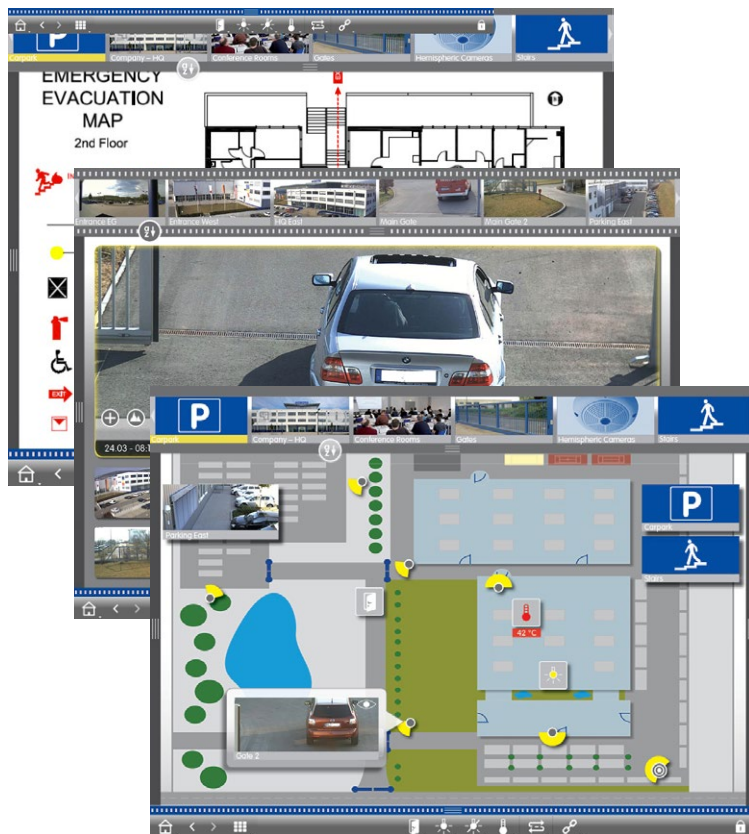 P
Carpark
Company – HQ
Conference Rooms
Gates
Hemispheric Cameras
Stairs
EMERGENCY
EVACUATION
MAP
2nd Floor
IN
EXIT
Entrance EG
Entrance West
HQ East
Main Gate
Main Gate 2
Parking East
24.03 - 08:1
P
Carpark
Company – HQ
Conference Rooms
Gates
Hemispheric Cameras
Stairs
Parking East
P
Carpark
Stairs
42 °C
Gate 2